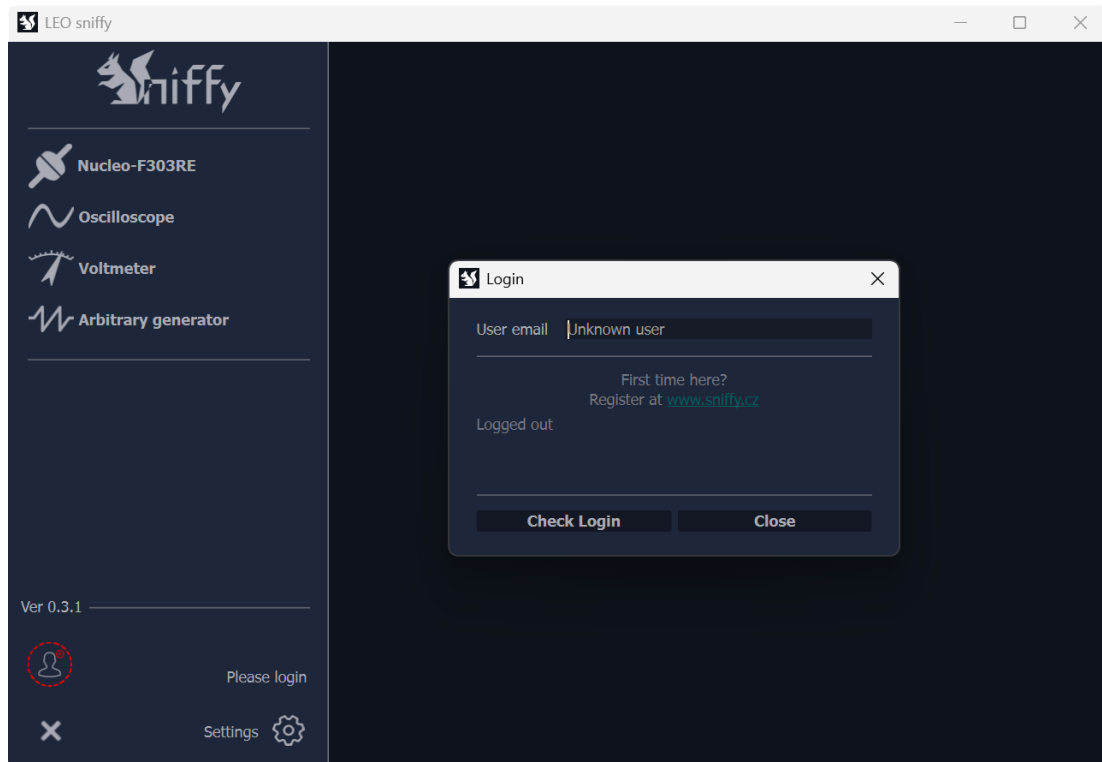 LEO sniffy
Sniffy
Nucleo-F303RE
Oscilloscope
Voltmeter
Arbitrary generator
Ver 0.3.1
Please login
Settings
Login
User email Unknown user
First time here?
Register at www.sniffy.cz
Logged out
Check Login Close